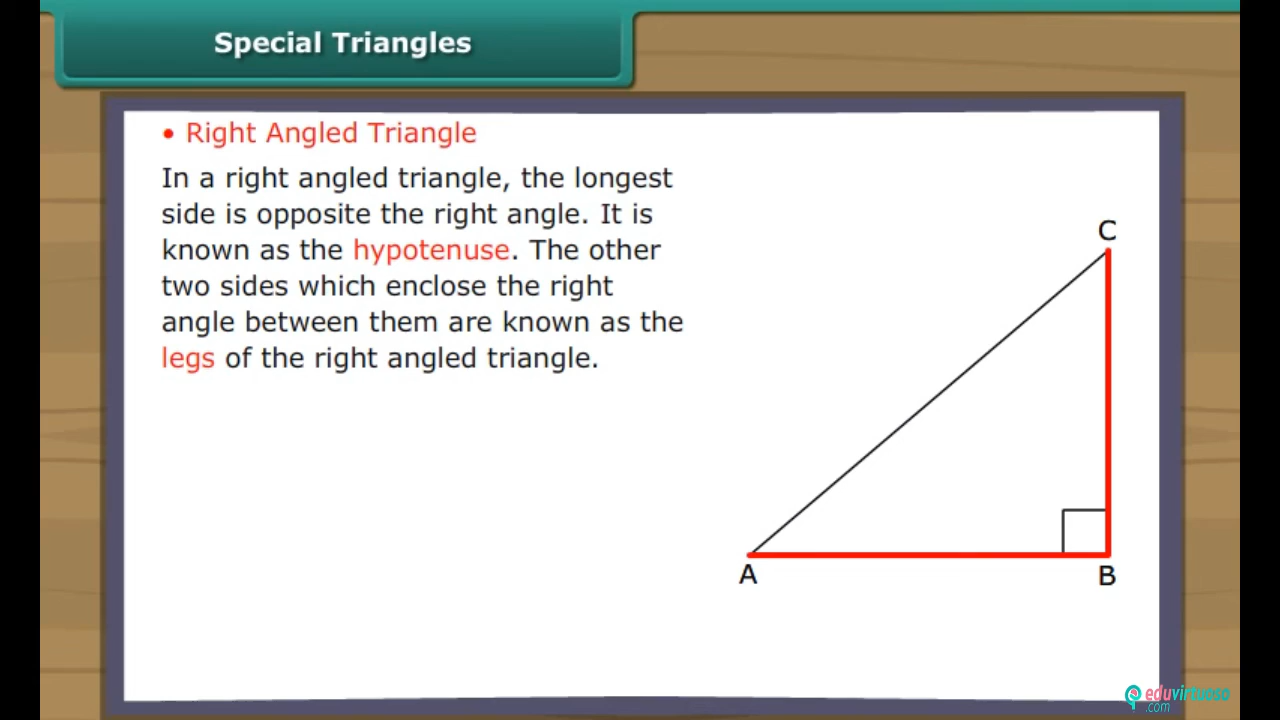 Special Triangles
• Right Angled Triangle
In a right angled triangle, the longest
side is opposite the right angle. It is
known as the hypotenuse. The other
two sides which enclose the right
angle between them are known as the
legs of the right angled triangle.
C
A
B
eduvirtuoso
.com